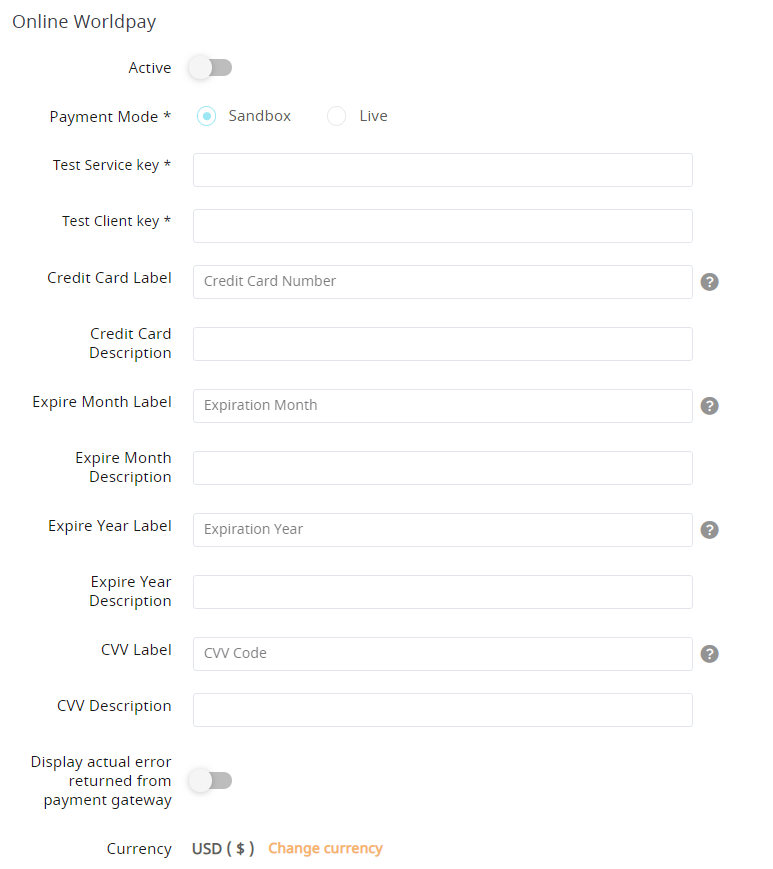 Online Worldpay
Active
Payment Mode * Sandbox Live
Test Service key *
Test Client key *
Credit Card Label Credit Card Number ?
Credit Card
Description
Expire Month Label Expiration Month ?
Expire Month
Description
Expire Year Label Expiration Year ?
Expire Year
Description
CVV Label CVV Code ?
CVV Description
Display actual error
returned from
payment gateway
Currency USD ( $ ) Change currency